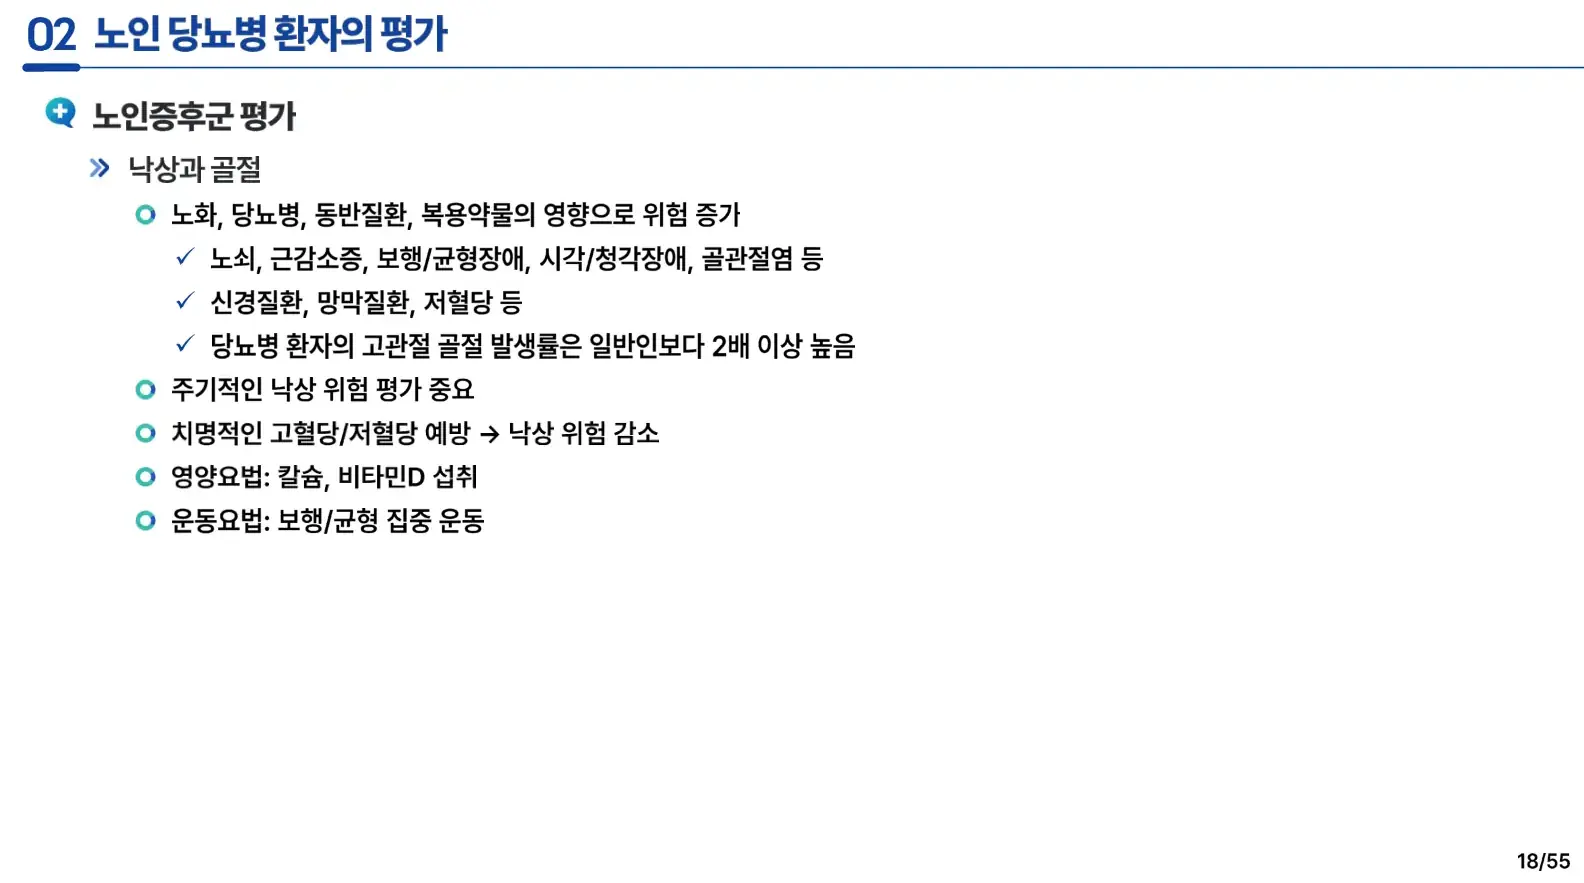 02 노인 당뇨병 환자의 평가
노인증후군 평가
낙상과 골절
노화, 당뇨병, 동반질환, 복용약물의 영향으로 위험 증가
노쇠, 근감소증, 보행/균형장애, 시각/청각장애, 골관절염 등
신경질환, 망막질환, 저혈당 등
당뇨병 환자의 고관절 골절 발생률은 일반인보다 2배 이상 높음
주기적인 낙상 위험 평가 중요
치명적인 고혈당/저혈당 예방 → 낙상 위험 감소
영양요법: 칼슘, 비타민D 섭취
운동요법: 보행/균형 집중 운동
18/55